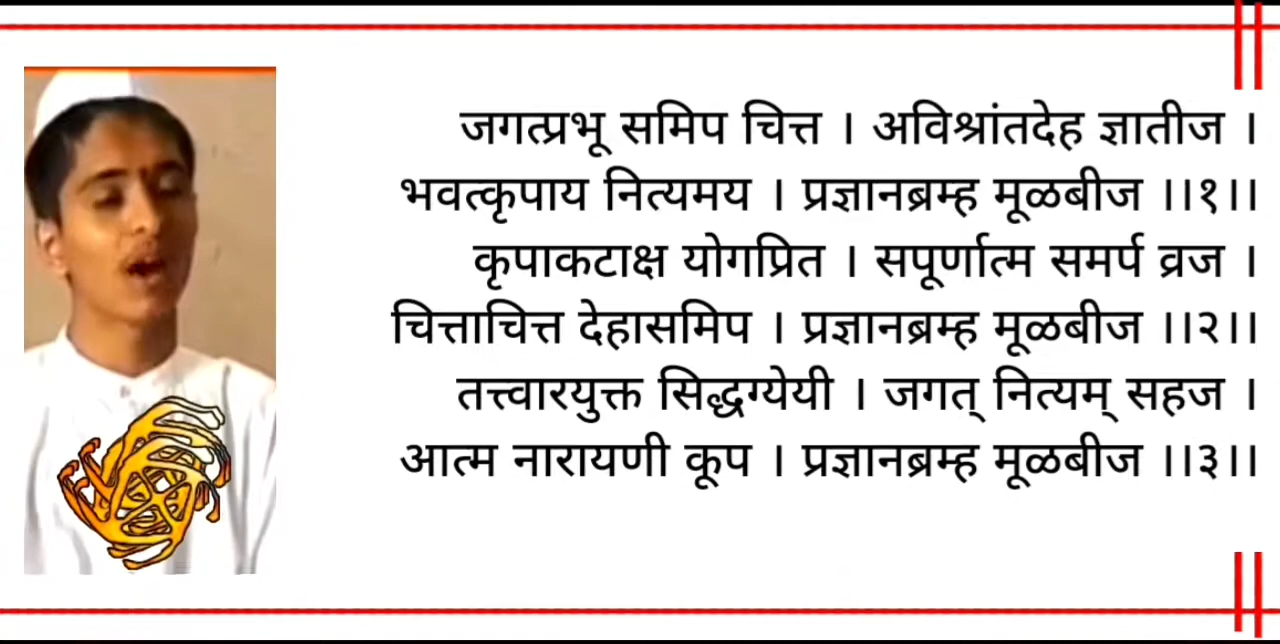 जगत्प्रभू समिप चित्त । अविश्रांतदेह ज्ञातीज ।
भवत्कृपाय नित्यमय । प्रज्ञानब्रम्ह मूळबीज ।।१।।
कृपाकटाक्ष योगप्रित । सपूर्णात्म समर्प व्रज ।
चित्ताचित्त देहासमिप । प्रज्ञानब्रम्ह मूळबीज ।।२।।
तत्त्वारयुक्त सिद्धग्येयी । जगत् नित्यम् सहज ।
आत्म नारायणी कूप । प्रज्ञानब्रम्ह मूळबीज ।।३।।